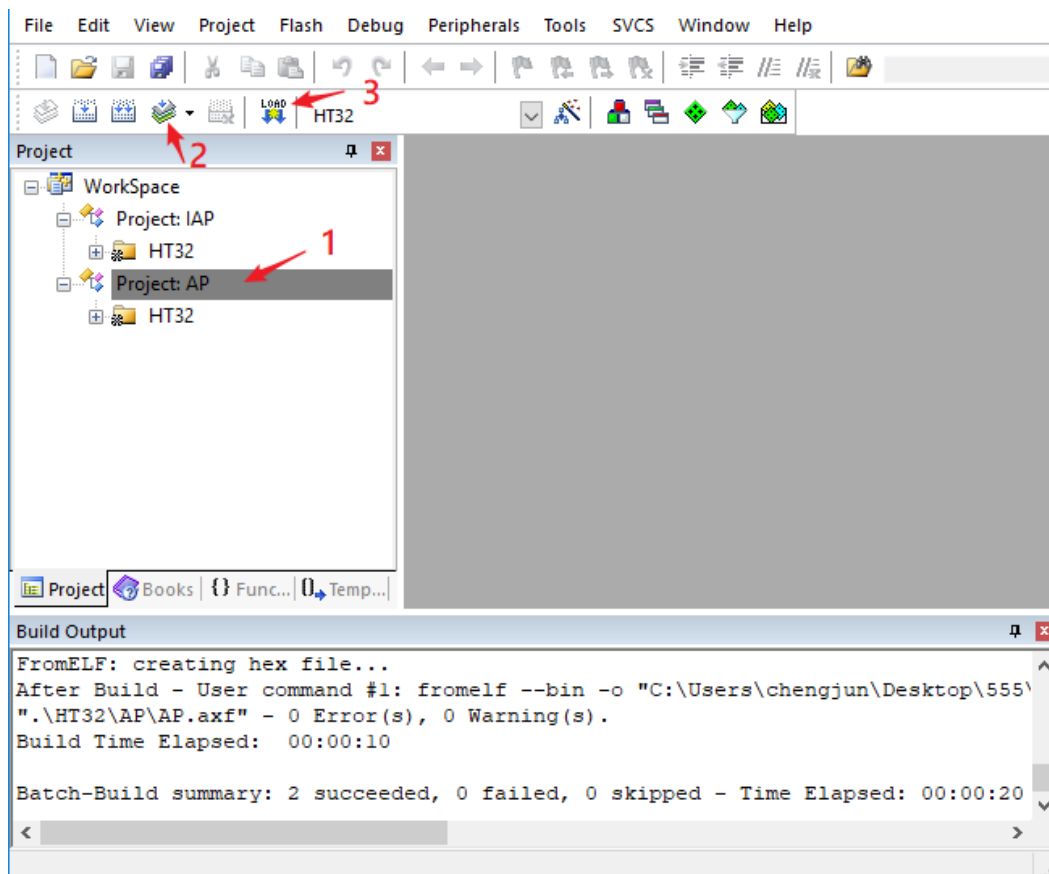 File Edit View Project Flash Debug Peripherals Tools SVCS Window Help
LOAD
3
HT32
2
Project
WorkSpace
Project: IAP
HT32
1
Project: AP
HT32
Project Books {} Func... Temp...
Build Output
FromELF: creating hex file...
After Build - User command #1: fromelf --bin -o "C:\Users\chengjun\Desktop\555\
".\HT32\AP\AP.axf" - 0 Error(s), 0 Warning(s).
Build Time Elapsed:  00:00:10
Batch-Build summary: 2 succeeded, 0 failed, 0 skipped - Time Elapsed: 00:00:20